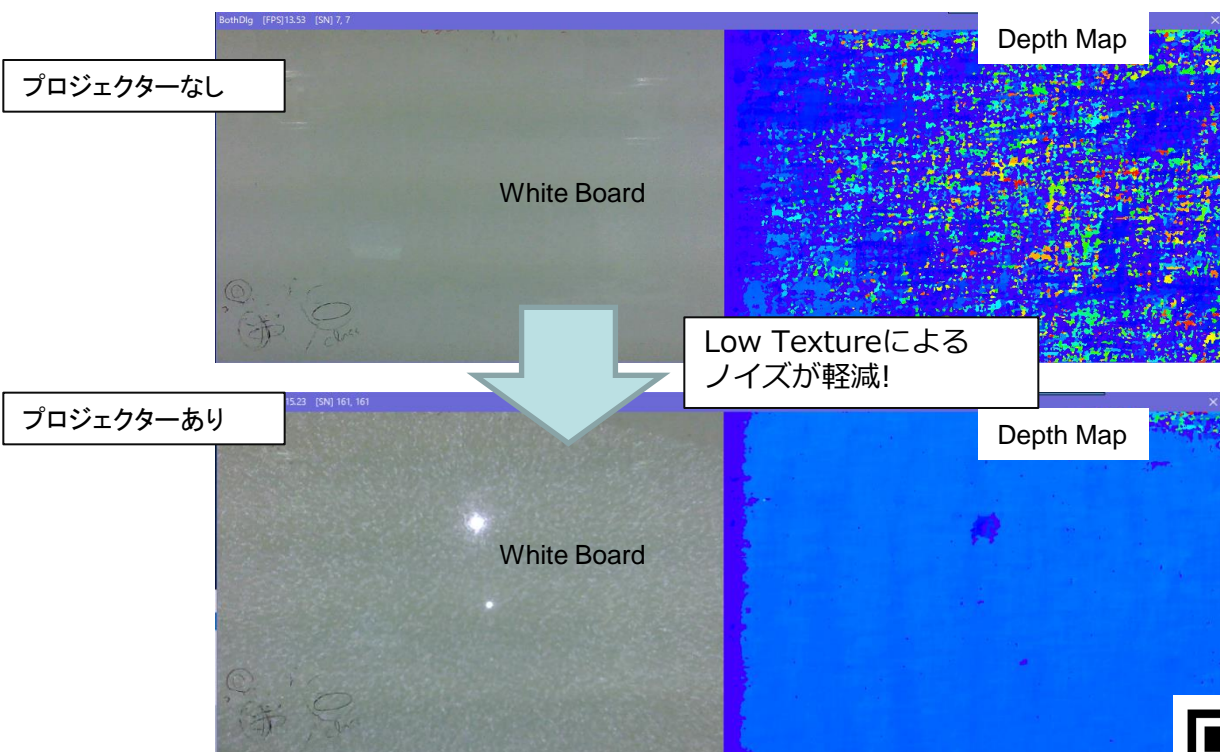 BothDlg [FPS]13.53 [SN] 7, 7
Depth Map
プロジェクターなし
White Board
Low Textureによる
ノイズが軽減!
プロジェクターあり
15.23 [SN] 161, 161
Depth Map
White Board